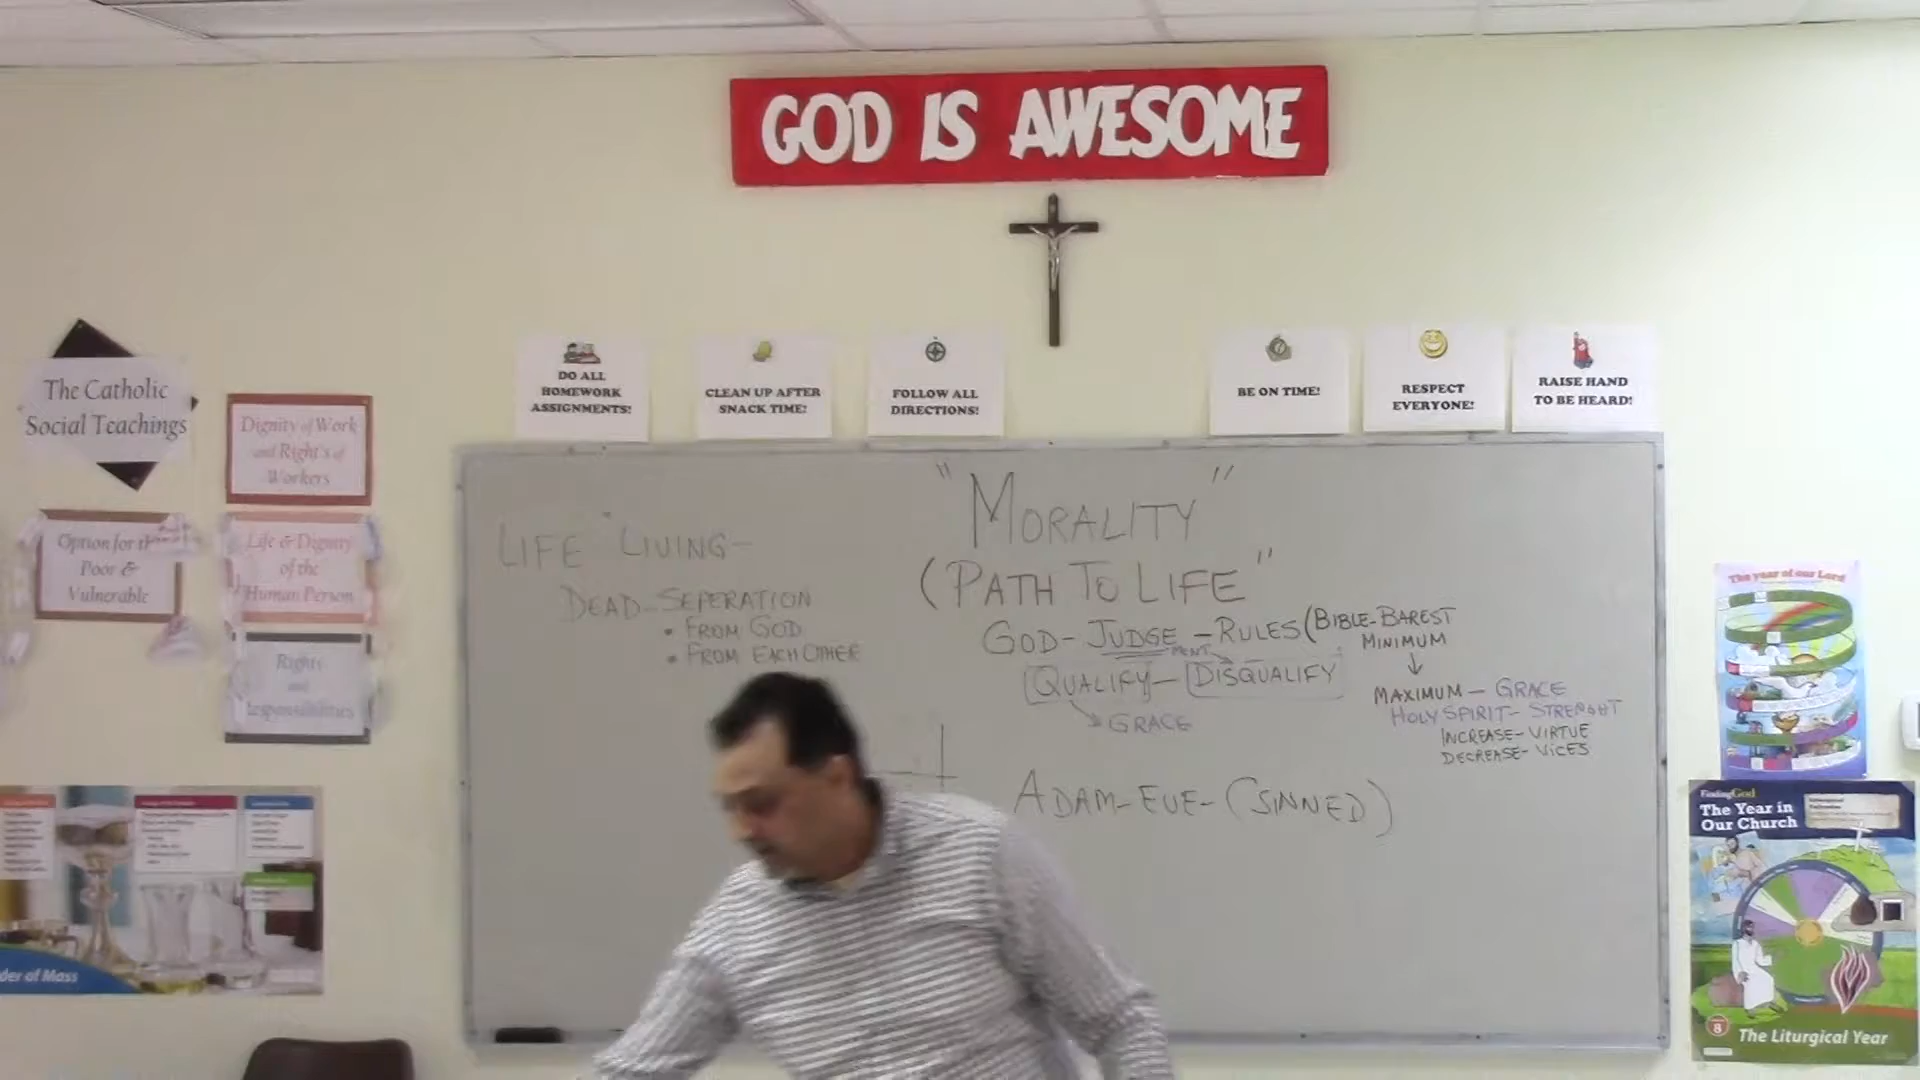 GOD IS AWESOME
DO ALL
HOMEWORK
ASSIGNMENTS!
CLEAN UP AFTER
SNACK TIME!
FOLLOW ALL
DIRECTIONS!
BE ON TIME!
RESPECT
EVERYONE!
RAISE HAND
TO BE HEARD!
The Catholic
Social Teachings
Dignity of Work
and Right's of
Workers
Option for
Poor &
Vulnerable
Life & Dignity
of the
Human Person
Rights
and
Responsibilities
der of Mass
LIFE LIVING-
DEAD-SEPERATION
• FROM GOD
• FROM EACH OTHER
"MORALITY"
(PATH TO LIFE"
GOD-JUDGE-RULES(BIBLE-BAREST
MENT
MINIMUM
QUALIFY-DISQUALIFY
GRACE
MAXIMUM-GRACE
HOLY SPIRIT-STRENGHT
INCREASE-VIRTUE
DECREASE-VICES
ADAM-EVE-(SINNED)
The year of our Lord
FindingGod
The Year in
Our Church
8
The Liturgical Year